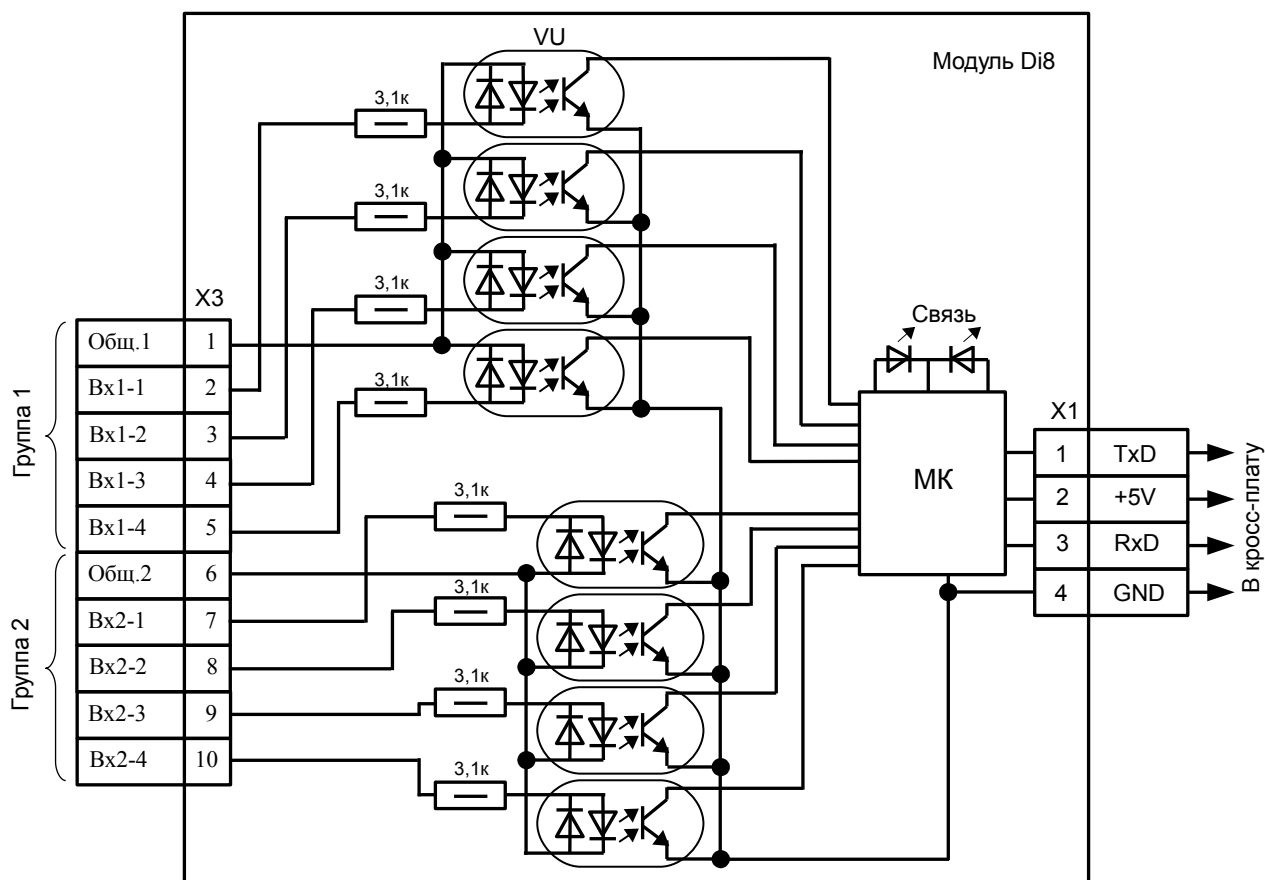 VU
Модуль Di8
3,1к
3,1к
3,1к
3,1к
X3
Группа 1
Общ.1 1
Вх1-1 2
Вх1-2 3
Вх1-3 4
Вх1-4 5
Группа 2
Общ.2 6
Вх2-1 7
Вх2-2 8
Вх2-3 9
Вх2-4 10
3,1к
3,1к
3,1к
3,1к
Связь
МК
X1
1 TxD
2 +5V
3 RxD
4 GND
В кросс-плату